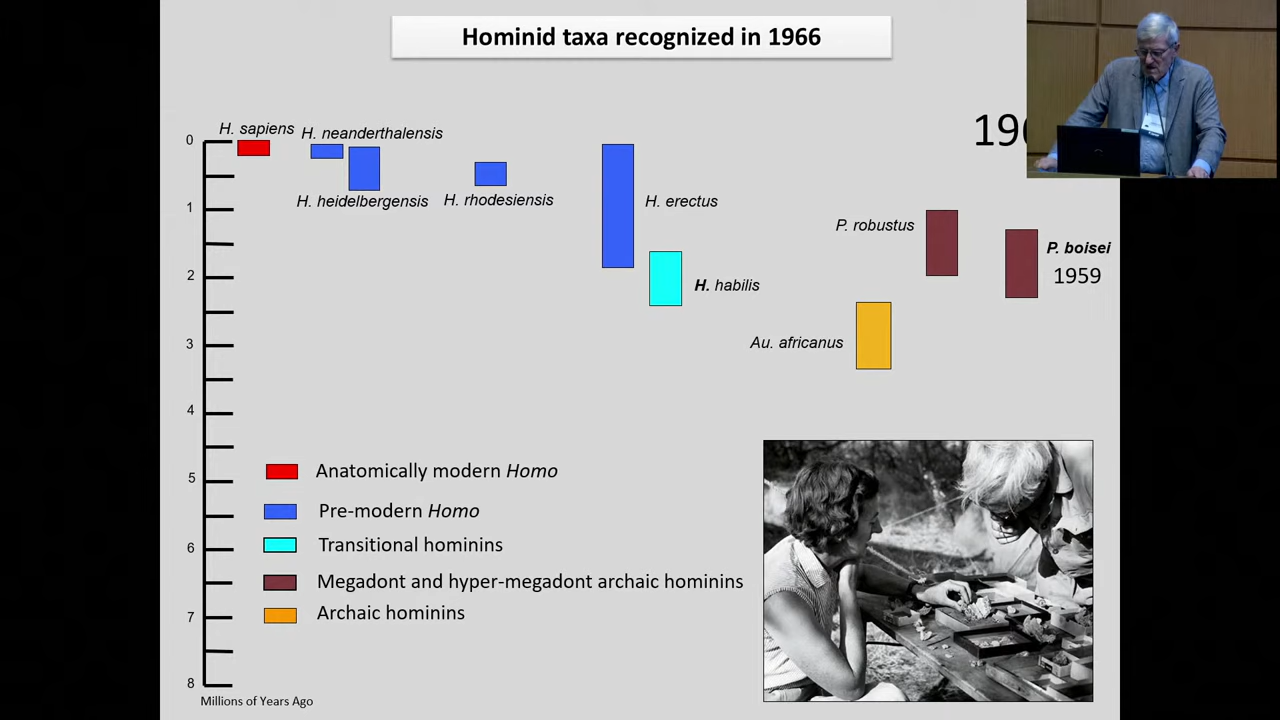 Hominid taxa recognized in 1966
H. sapiens
H. neanderthalensis
0
H. heidelbergensis
H. rhodesiensis
H. erectus
1
P. robustus
P. boisei
1959
2
H. habilis
3
Au. africanus
4
5
Anatomically modern Homo
Pre-modern Homo
6
Transitional hominins
Megadont and hyper-megadont archaic hominins
7
Archaic hominins
8
Millions of Years Ago